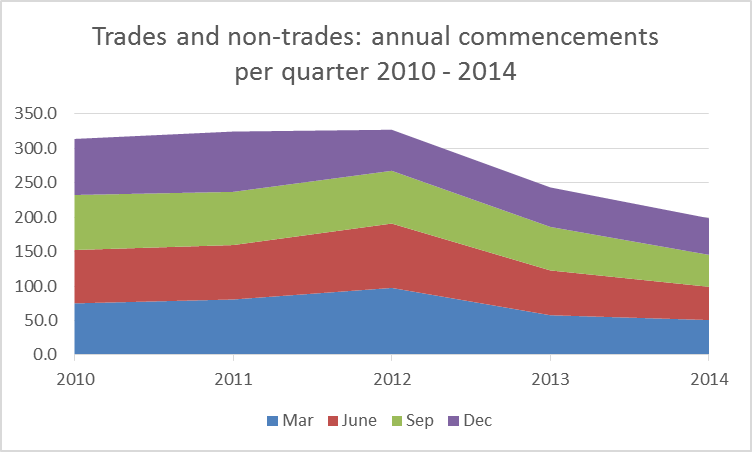 Trades and non-trades: annual commencements
per quarter 2010 - 2014
350.0
300.0
250.0
200.0
150.0
100.0
50.0
0.0
2010 2011 2012 2013 2014
Mar June Sep Dec